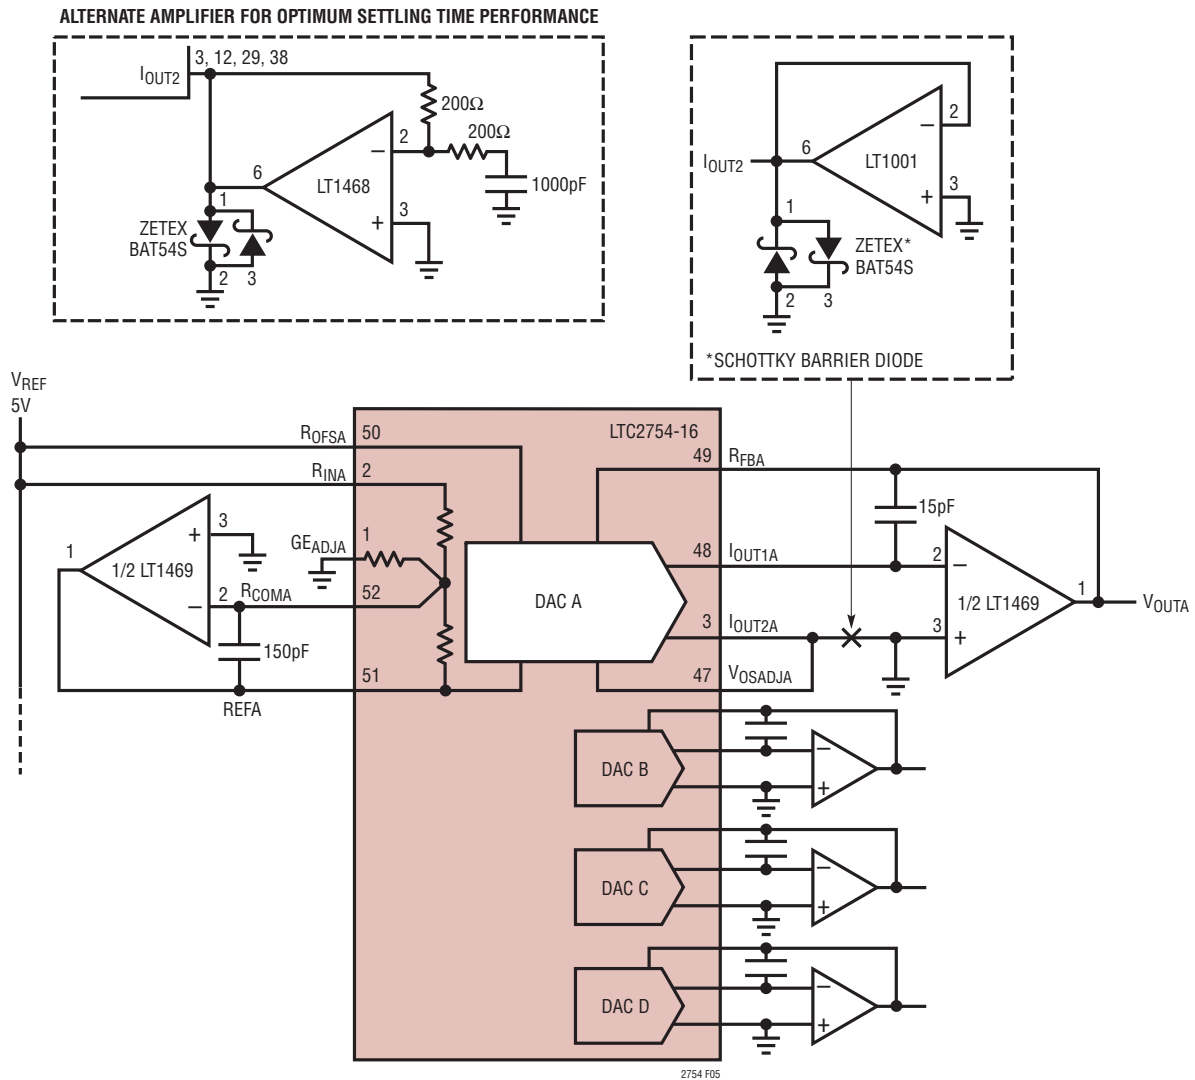 ALTERNATE AMPLIFIER FOR OPTIMUM SETTLING TIME PERFORMANCE
IOUT2
3, 12, 29, 38
200Ω
200Ω
2
−
LT1468
6
1000pF
1
+
3
ZETEX
BAT54S
2
3
2
−
6
LT1001
IOUT2
3
+
1
ZETEX*
BAT54S
2
3
*SCHOTTKY BARRIER DIODE
VREF
5V
ROFSA
50
LTC2754-16
49
RFBA
RINA
2
15pF
3
+
1
1/2 LT1469
GEADJA
1
48
IOUT1A
2
−
2
−
RCOMA
52
DAC A
1/2 LT1469
1
VOUTA
3
IOUT2A
3
+
150pF
51
47
VOSADJA
REFA
DAC B
−
+
DAC C
−
+
DAC D
−
+
2754 F05